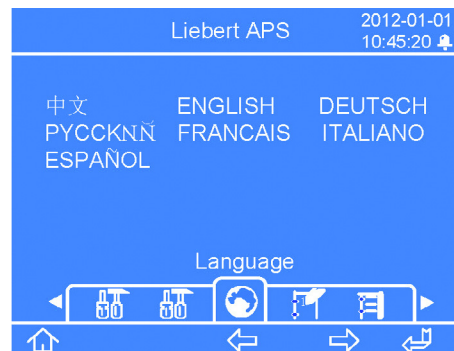 Liebert APS
2012-01-01
10:45:20
中文 ENGLISH DEUTSCH
PYCCKNŇ FRANCAIS ITALIANO
ESPAÑOL
Language